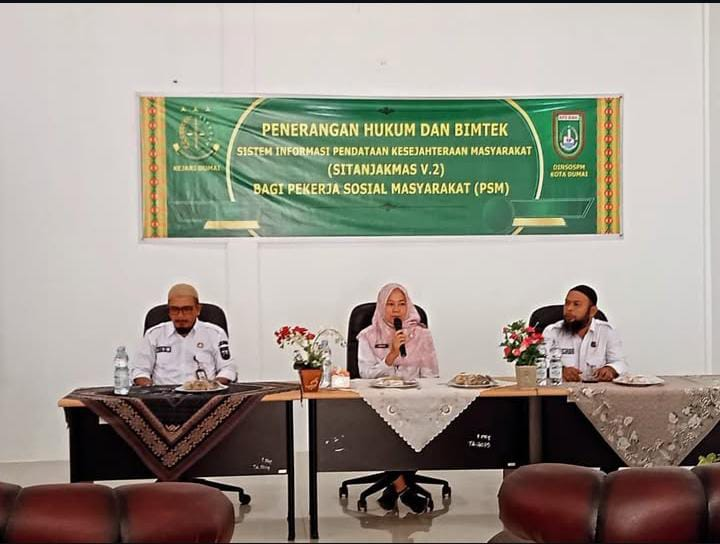 PENERANGAN HUKUM DAN BIMTEK
SISTEM INFORMASI PENDATAAN KESEJAHTERAAN MASYARAKAT
(SITANJAKMAS V.2)
BAGI PEKERJA SOSIAL MASYARAKAT (PSM)
KEJARI DUMAI
DINSOSPM
KOTA DUMAI